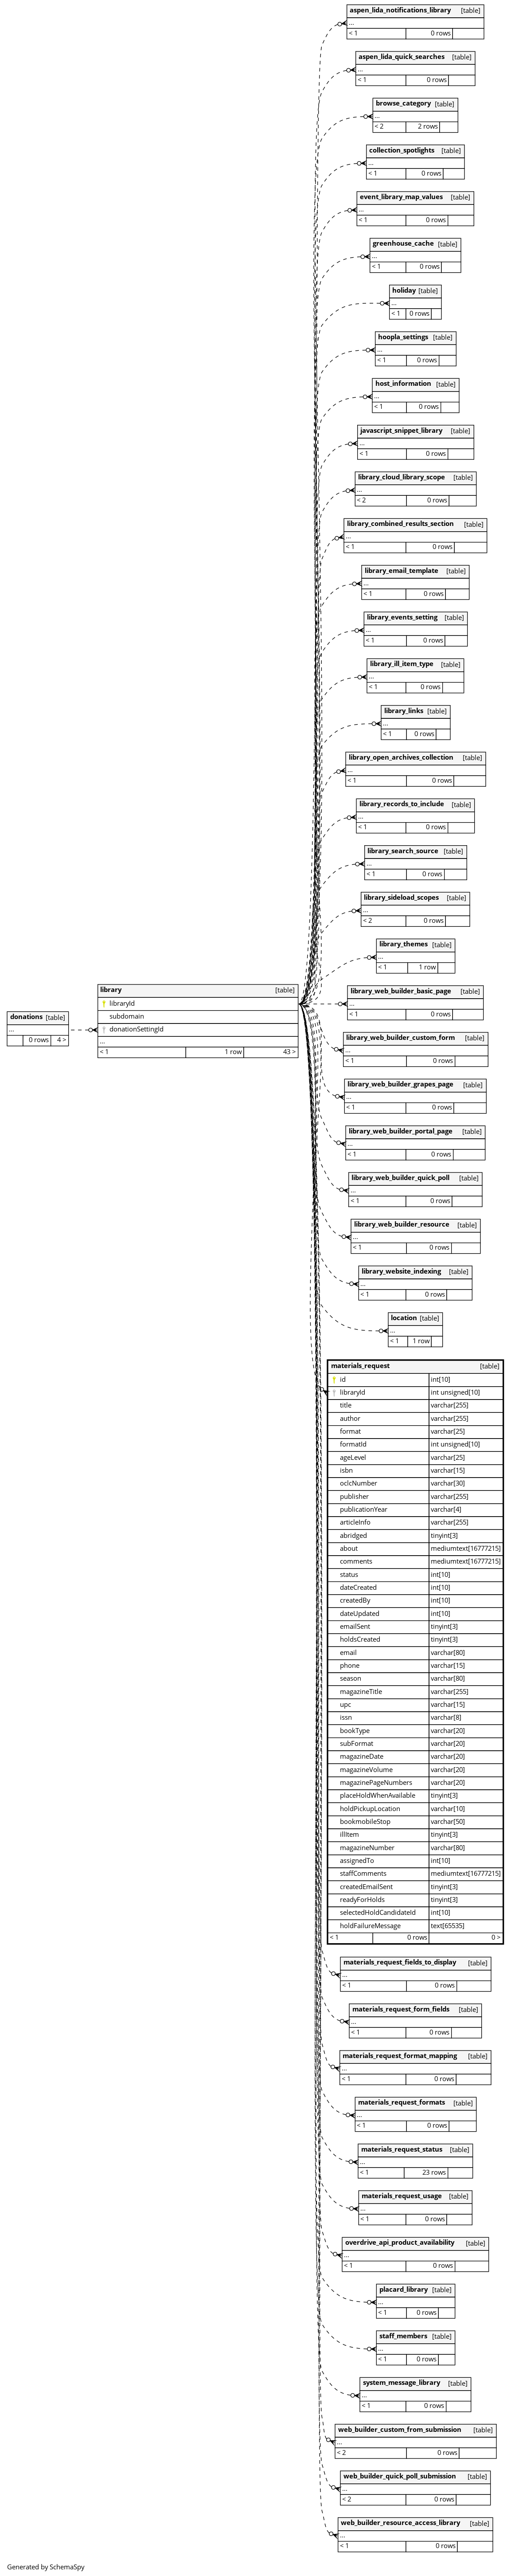 aspen_lida_notifications_library [table]
...
< 1 0 rows
aspen_lida_quick_searches [table]
...
< 1 0 rows
browse_category [table]
...
< 2 2 rows
collection_spotlights [table]
...
< 1 0 rows
event_library_map_values [table]
...
< 1 0 rows
greenhouse_cache [table]
...
< 1 0 rows
holiday [table]
...
< 1 0 rows
hoopla_settings [table]
...
< 1 0 rows
host_information [table]
...
< 1 0 rows
javascript_snippet_library [table]
...
< 1 0 rows
library_cloud_library_scope [table]
...
< 2 0 rows
library_combined_results_section [table]
...
< 1 0 rows
library_email_template [table]
...
< 1 0 rows
library_events_setting [table]
...
< 1 0 rows
library_ill_item_type [table]
...
< 1 0 rows
library_links [table]
...
< 1 0 rows
library_open_archives_collection [table]
...
< 1 0 rows
library_records_to_include [table]
...
< 1 0 rows
library_search_source [table]
...
< 1 0 rows
library_sideload_scopes [table]
...
< 2 0 rows
library_themes [table]
...
< 1 1 row
donations [table]
...
0 rows 4 >
library [table]
libraryId
subdomain
donationSettingId
...
< 1 1 row 43 >
library_web_builder_basic_page [table]
...
< 1 0 rows
library_web_builder_custom_form [table]
...
< 1 0 rows
library_web_builder_grapes_page [table]
...
< 1 0 rows
library_web_builder_portal_page [table]
...
< 1 0 rows
library_web_builder_quick_poll [table]
...
< 1 0 rows
library_web_builder_resource [table]
...
< 1 0 rows
library_website_indexing [table]
...
< 1 0 rows
location [table]
...
< 1 1 row
materials_request [table]
id int[10]
libraryId int unsigned[10]
title varchar[255]
author varchar[255]
format varchar[25]
formatId int unsigned[10]
ageLevel varchar[25]
isbn varchar[15]
oclcNumber varchar[30]
publisher varchar[255]
publicationYear varchar[4]
articleInfo varchar[255]
abridged tinyint[3]
about mediumtext[16777215]
comments mediumtext[16777215]
status int[10]
dateCreated int[10]
createdBy int[10]
dateUpdated int[10]
emailSent tinyint[3]
holdsCreated tinyint[3]
email varchar[80]
phone varchar[15]
season varchar[80]
magazineTitle varchar[255]
upc varchar[15]
issn varchar[8]
bookType varchar[20]
subFormat varchar[20]
magazineDate varchar[20]
magazineVolume varchar[20]
magazinePageNumbers varchar[20]
placeHoldWhenAvailable tinyint[3]
holdPickupLocation varchar[10]
bookmobileStop varchar[50]
illItem tinyint[3]
magazineNumber varchar[80]
assignedTo int[10]
staffComments mediumtext[16777215]
createdEmailSent tinyint[3]
readyForHolds tinyint[3]
selectedHoldCandidateId int[10]
holdFailureMessage text[65535]
< 1 0 rows 0 >
materials_request_fields_to_display [table]
...
< 1 0 rows
materials_request_form_fields [table]
...
< 1 0 rows
materials_request_format_mapping [table]
...
< 1 0 rows
materials_request_formats [table]
...
< 1 0 rows
materials_request_status [table]
...
< 1 23 rows
materials_request_usage [table]
...
< 1 0 rows
overdrive_api_product_availability [table]
...
< 1 0 rows
placard_library [table]
...
< 1 0 rows
staff_members [table]
...
< 1 0 rows
system_message_library [table]
...
< 1 0 rows
web_builder_custom_from_submission [table]
...
< 2 0 rows
web_builder_quick_poll_submission [table]
...
< 2 0 rows
web_builder_resource_access_library [table]
...
< 1 0 rows
Generated by SchemaSpy